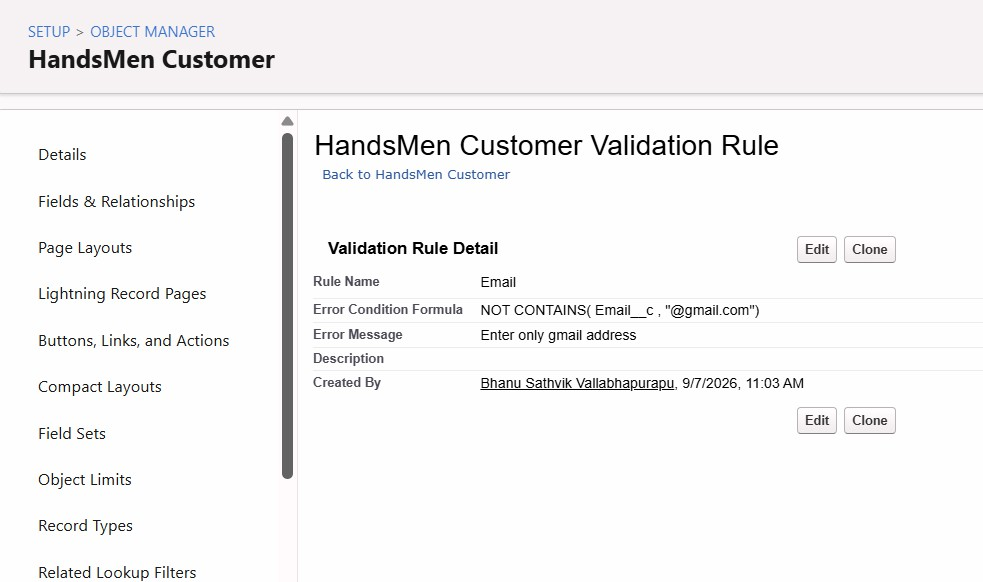 SETUP > OBJECT MANAGER
HandsMen Customer
Details
Fields & Relationships
Page Layouts
Lightning Record Pages
Buttons, Links, and Actions
Compact Layouts
Field Sets
Object Limits
Record Types
Related Lookup Filters
HandsMen Customer Validation Rule
Back to HandsMen Customer
Validation Rule Detail
Edit Clone
Rule Name Email
Error Condition Formula NOT CONTAINS( Email__c , "@gmail.com")
Error Message Enter only gmail address
Description
Created By Bhanu Sathvik Vallabhapurapu, 9/7/2026, 11:03 AM
Edit Clone